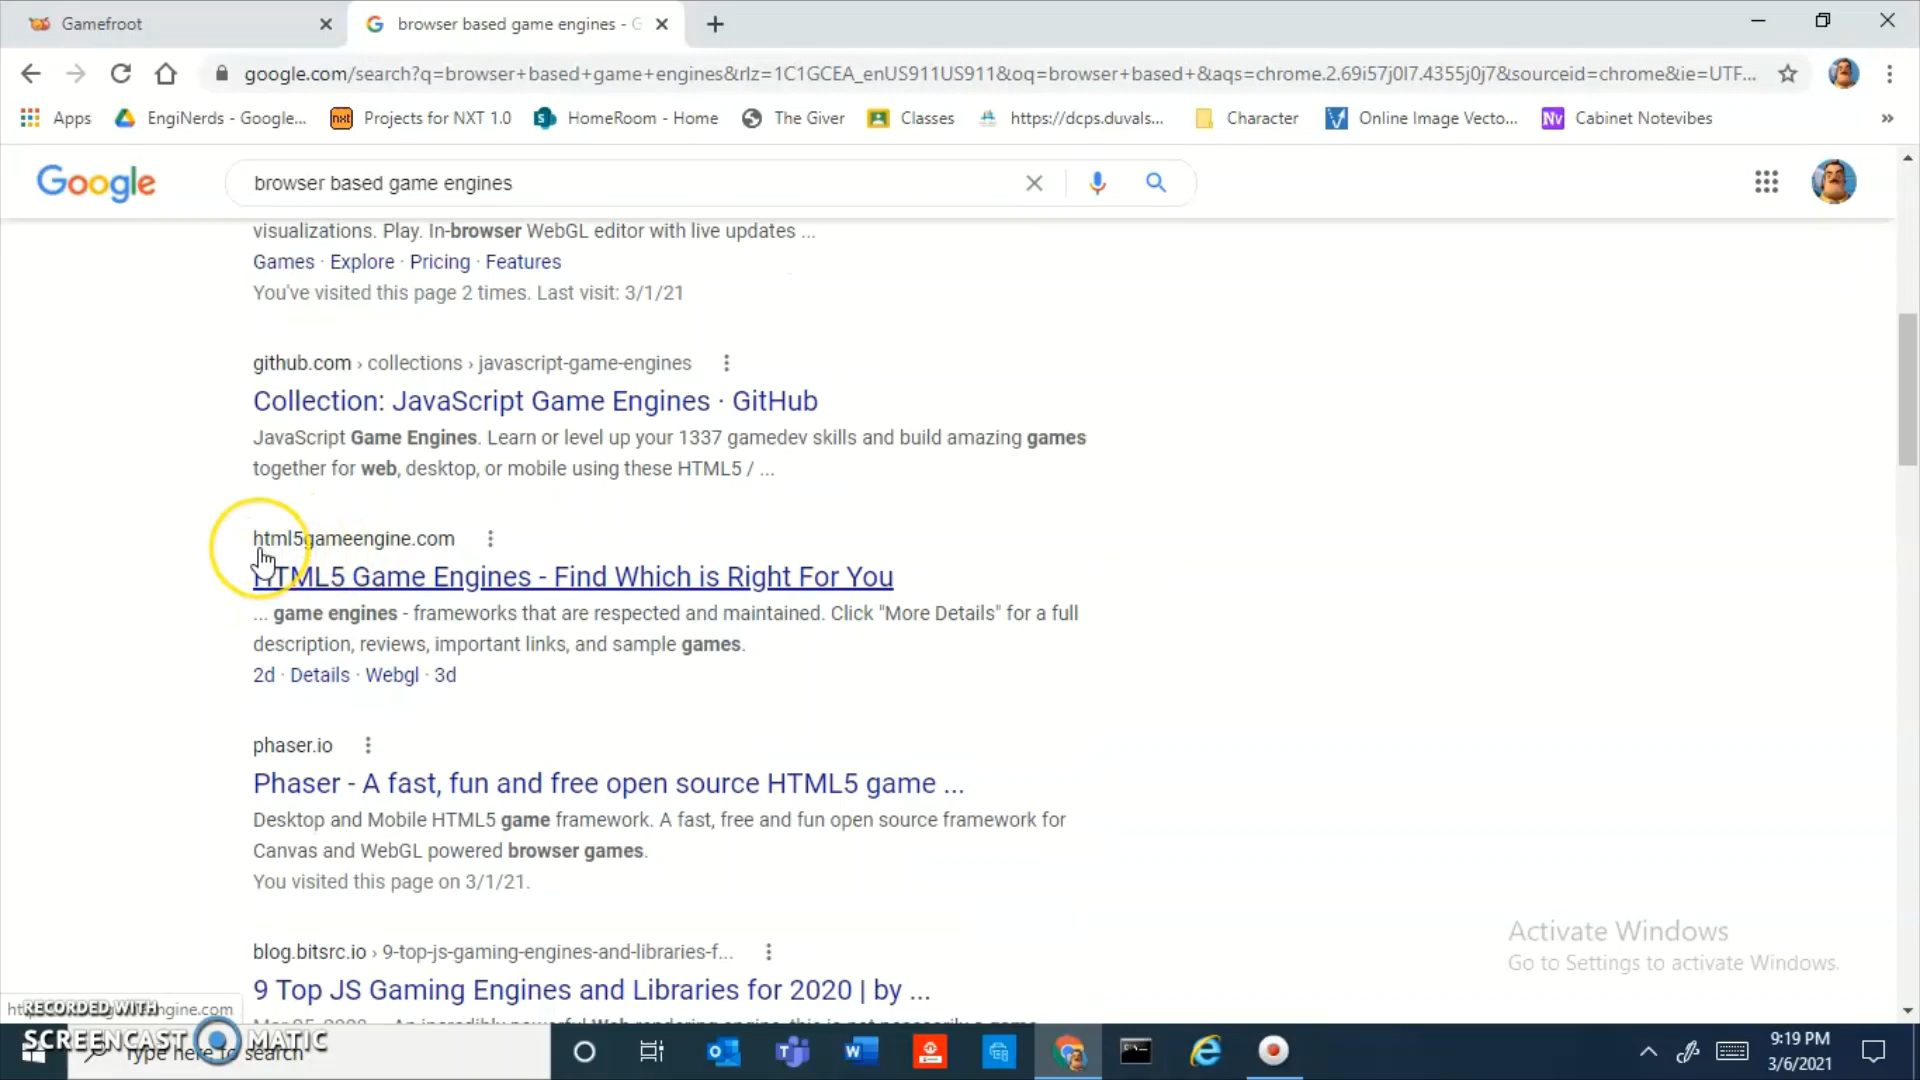 Gamefroot
browser based game engines - G
google.com/search?q=browser+based+game+engines&rlz=1C1GCEA_enUS911US911&oq=browser+based+&aqs=chrome.2.69i57j0l7.4355j0j7&sourceid=chrome&ie=UTF...
Apps
EngiNerds - Google...
nxt
Projects for NXT 1.0
HomeRoom - Home
The Giver
Classes
https://dcps.duvals...
Character
Online Image Vecto...
Nv
Cabinet Notevibes
»
Google
browser based game engines
visualizations. Play. In-browser WebGL editor with live updates ...
Games · Explore · Pricing · Features
You've visited this page 2 times. Last visit: 3/1/21
github.com › collections › javascript-game-engines
Collection: JavaScript Game Engines · GitHub
JavaScript Game Engines. Learn or level up your 1337 gamedev skills and build amazing games
together for web, desktop, or mobile using these HTML5 / ...
html5gameengine.com
HTML5 Game Engines - Find Which is Right For You
... game engines - frameworks that are respected and maintained. Click "More Details" for a full
description, reviews, important links, and sample games.
2d · Details · Webgl · 3d
phaser.io
Phaser - A fast, fun and free open source HTML5 game ...
Desktop and Mobile HTML5 game framework. A fast, free and fun open source framework for
Canvas and WebGL powered browser games.
You visited this page on 3/1/21.
Activate Windows
Go to Settings to activate Windows.
blog.bitsrc.io › 9-top-js-gaming-engines-and-libraries-f...
9 Top JS Gaming Engines and Libraries for 2020 | by ...
RECORDED WITH
SCREENCAST MATIC
Type here to search
9:19 PM
3/6/2021